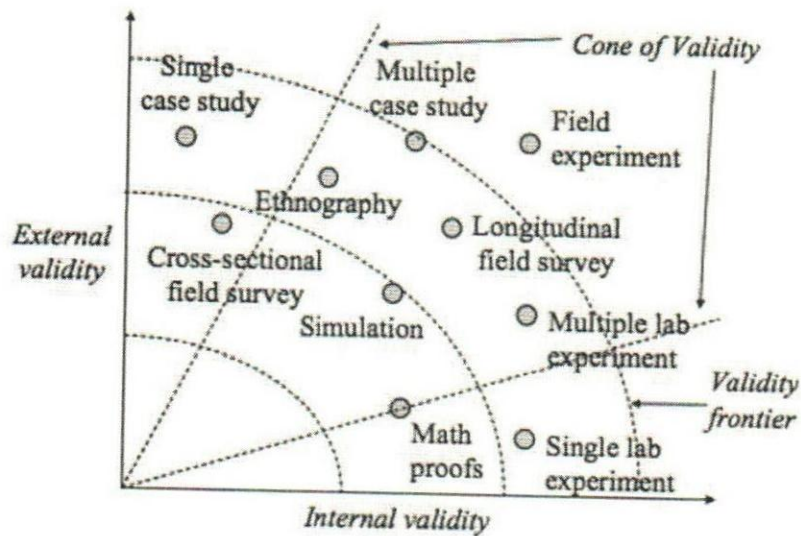 Cone of Validity
Single
case study
Multiple
case study
Field
experiment
Ethnography
External
validity
Cross-sectional
field survey
Longitudinal
field survey
Simulation
Multiple lab
experiment
Validity
frontier
Math
proofs
Single lab
experiment
Internal validity